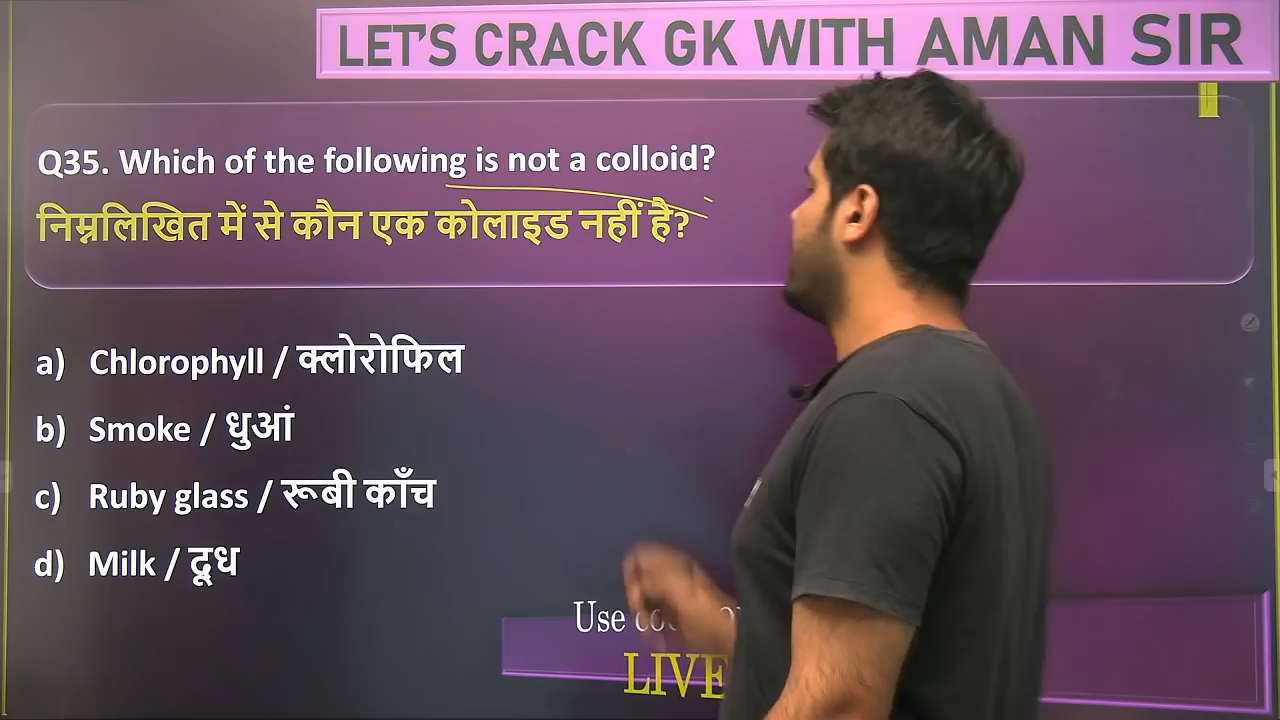 LET'S CRACK GK WITH AMAN SIR
Q35. Which of the following is not a colloid?
निम्नलिखित में से कौन एक कोलाइड नहीं है?
a) Chlorophyll / क्लोरोफिल
b) Smoke / धुआं
c) Ruby glass / रूबी काँच
d) Milk / दूध
Use
LIVE